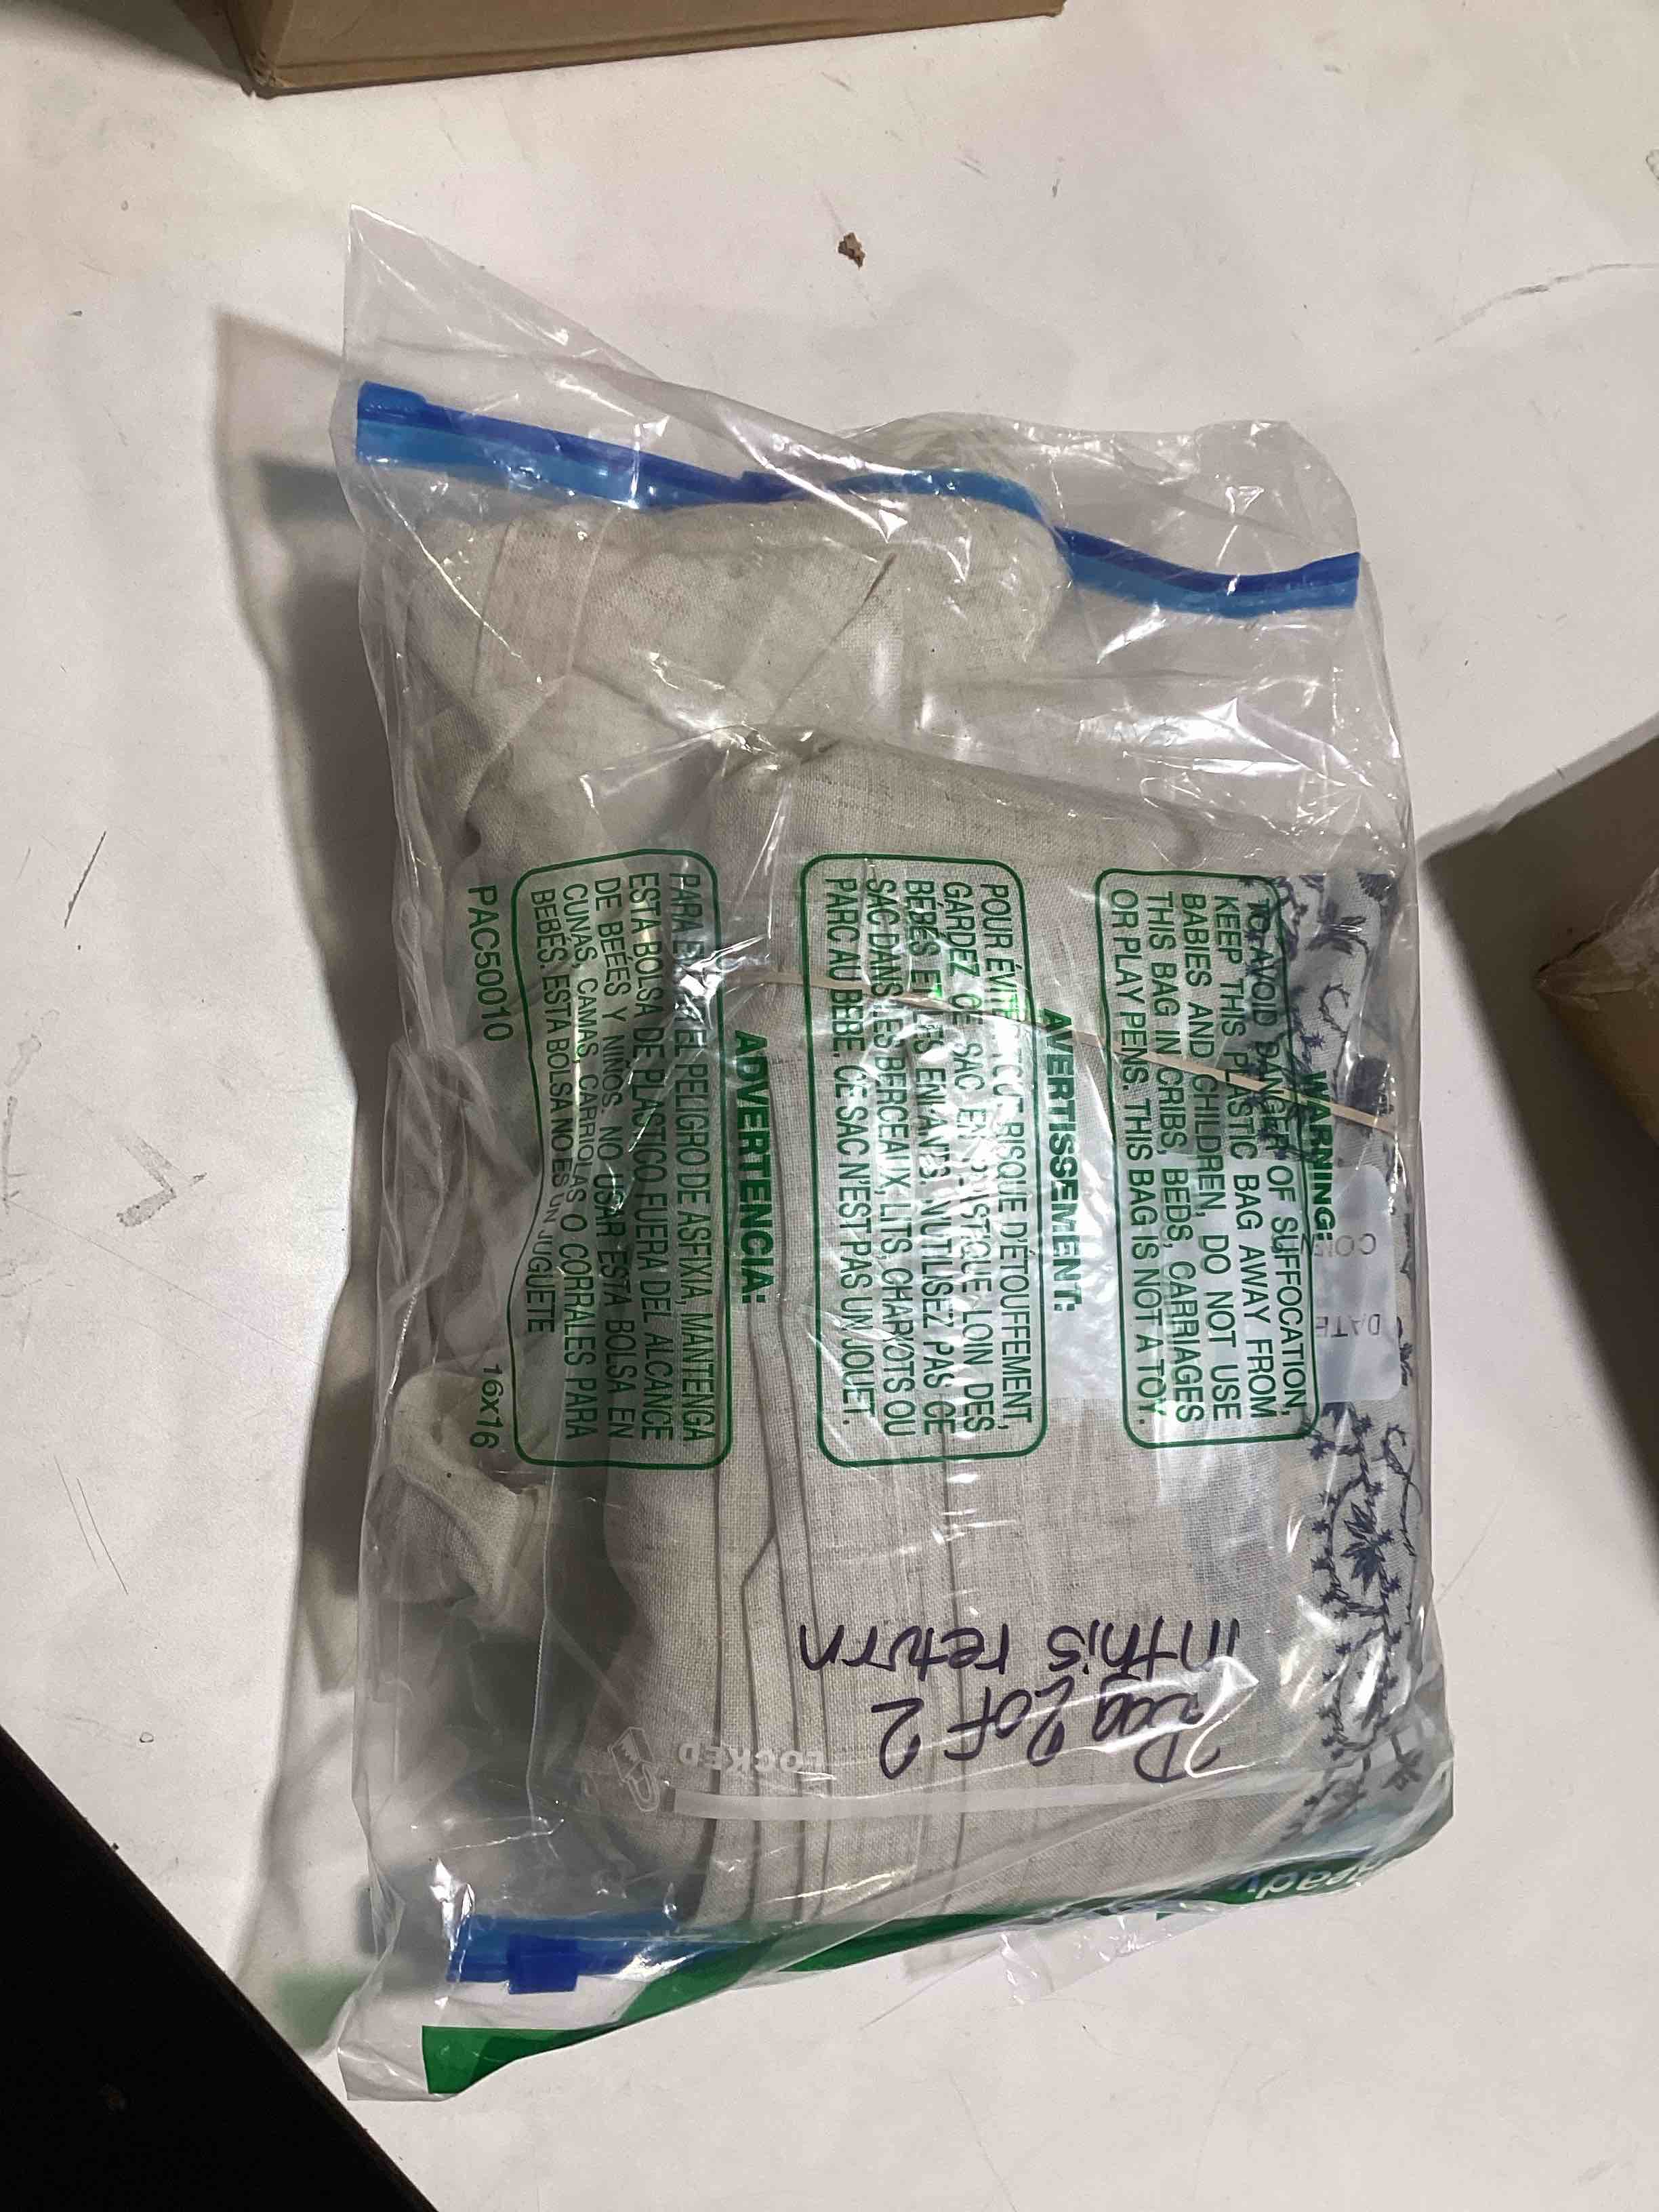 WARNING:
TO AVOID DANGER OF SUFFOCATION,
KEEP THIS PLASTIC BAG AWAY FROM
BABIES AND CHILDREN, DO NOT USE
THIS BAG IN CRIBS, BEDS, CARRIAGES
OR PLAY PENS. THIS BAG IS NOT A TOY.
AVERTISSEMENT:
POUR ÉVITER TOUT RISQUE D'ÉTOUFFEMENT,
GARDEZ CE SAC EN PLASTIQUE LOIN DES
BÉBÉS ET LES ENFANTS N'UTILISEZ PAS CE
SAC DANS LES BERCEAUX, LITS, CHARIOTS OU
PARC AU BEBE. CE SAC N'EST PAS UN JOUET.
ADVERTENCIA:
PARA EL PELIGRO DE ASFIXIA, MANTENGA
ESTA BOLSA DE PLASTICO FUERA DEL ALCANCE
DE BEÉES Y NIÑOS. NO USAR ESTA BOLSA EN
CUNAS, CAMAS, CARRIOLAS O CORRALES PARA
BEBÉS. ESTA BOLSA NO ES UN JUGUETE
PAC50010
16x16
Bag 2 of 2
in this return
LOCKED
DATE